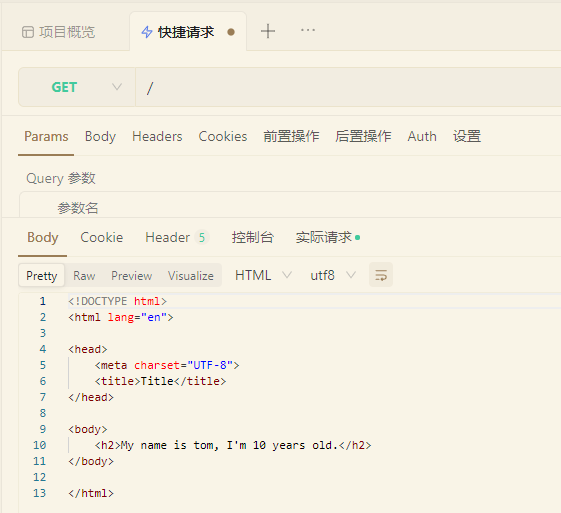 项目概览 快捷请求 + ...
GET /
Params Body Headers Cookies 前置操作 后置操作 Auth 设置
Query 参数
参数名
Body Cookie Header 5 控制台 实际请求
Pretty Raw Preview Visualize HTML utf8
1 <!DOCTYPE html>
2 <html lang="en">
3
4 <head>
5 <meta charset="UTF-8">
6 <title>Title</title>
7 </head>
8
9 <body>
10 <h2>My name is tom, I'm 10 years old.</h2>
11 </body>
12
13 </html>